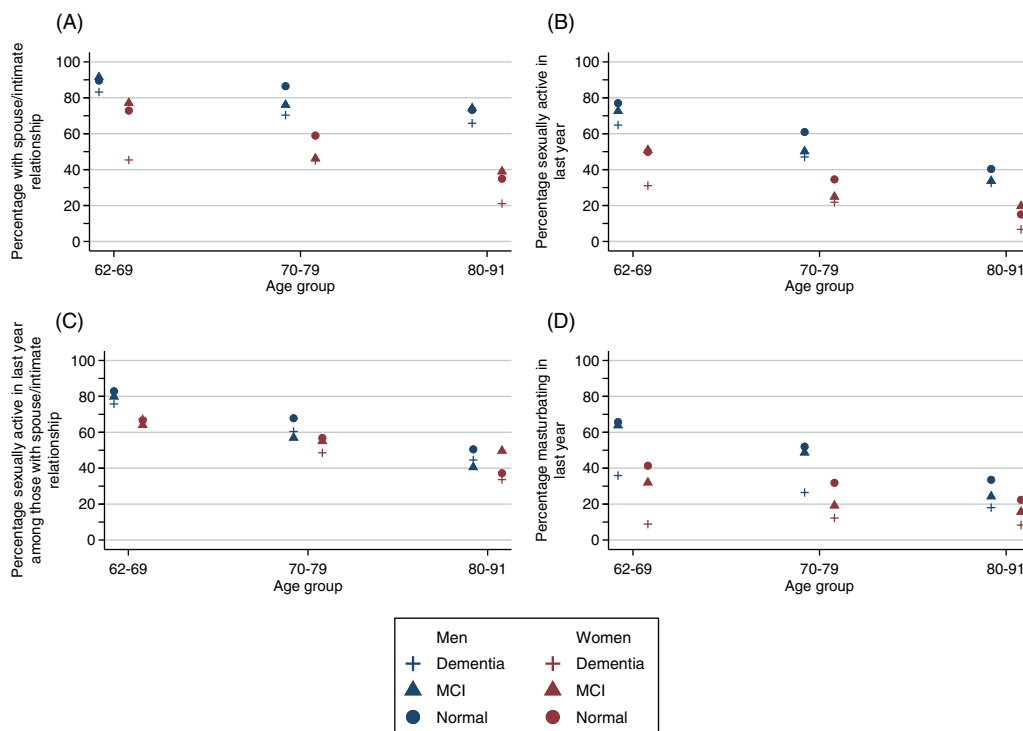 (A)
Percentage with spouse/intimate
relationship
100
80
60
40
20
0
62-69
70-79
80-91
Age group
(B)
Percentage sexually active in
last year
100
80
60
40
20
0
62-69
70-79
80-91
Age group
(C)
Percentage sexually active in last year
among those with spouse/intimate
relationship
100
80
60
40
20
0
62-69
70-79
80-91
Age group
(D)
Percentage masturbating in
last year
100
80
60
40
20
0
62-69
70-79
80-91
Age group
Men
Women
Dementia
Dementia
MCI
MCI
Normal
Normal